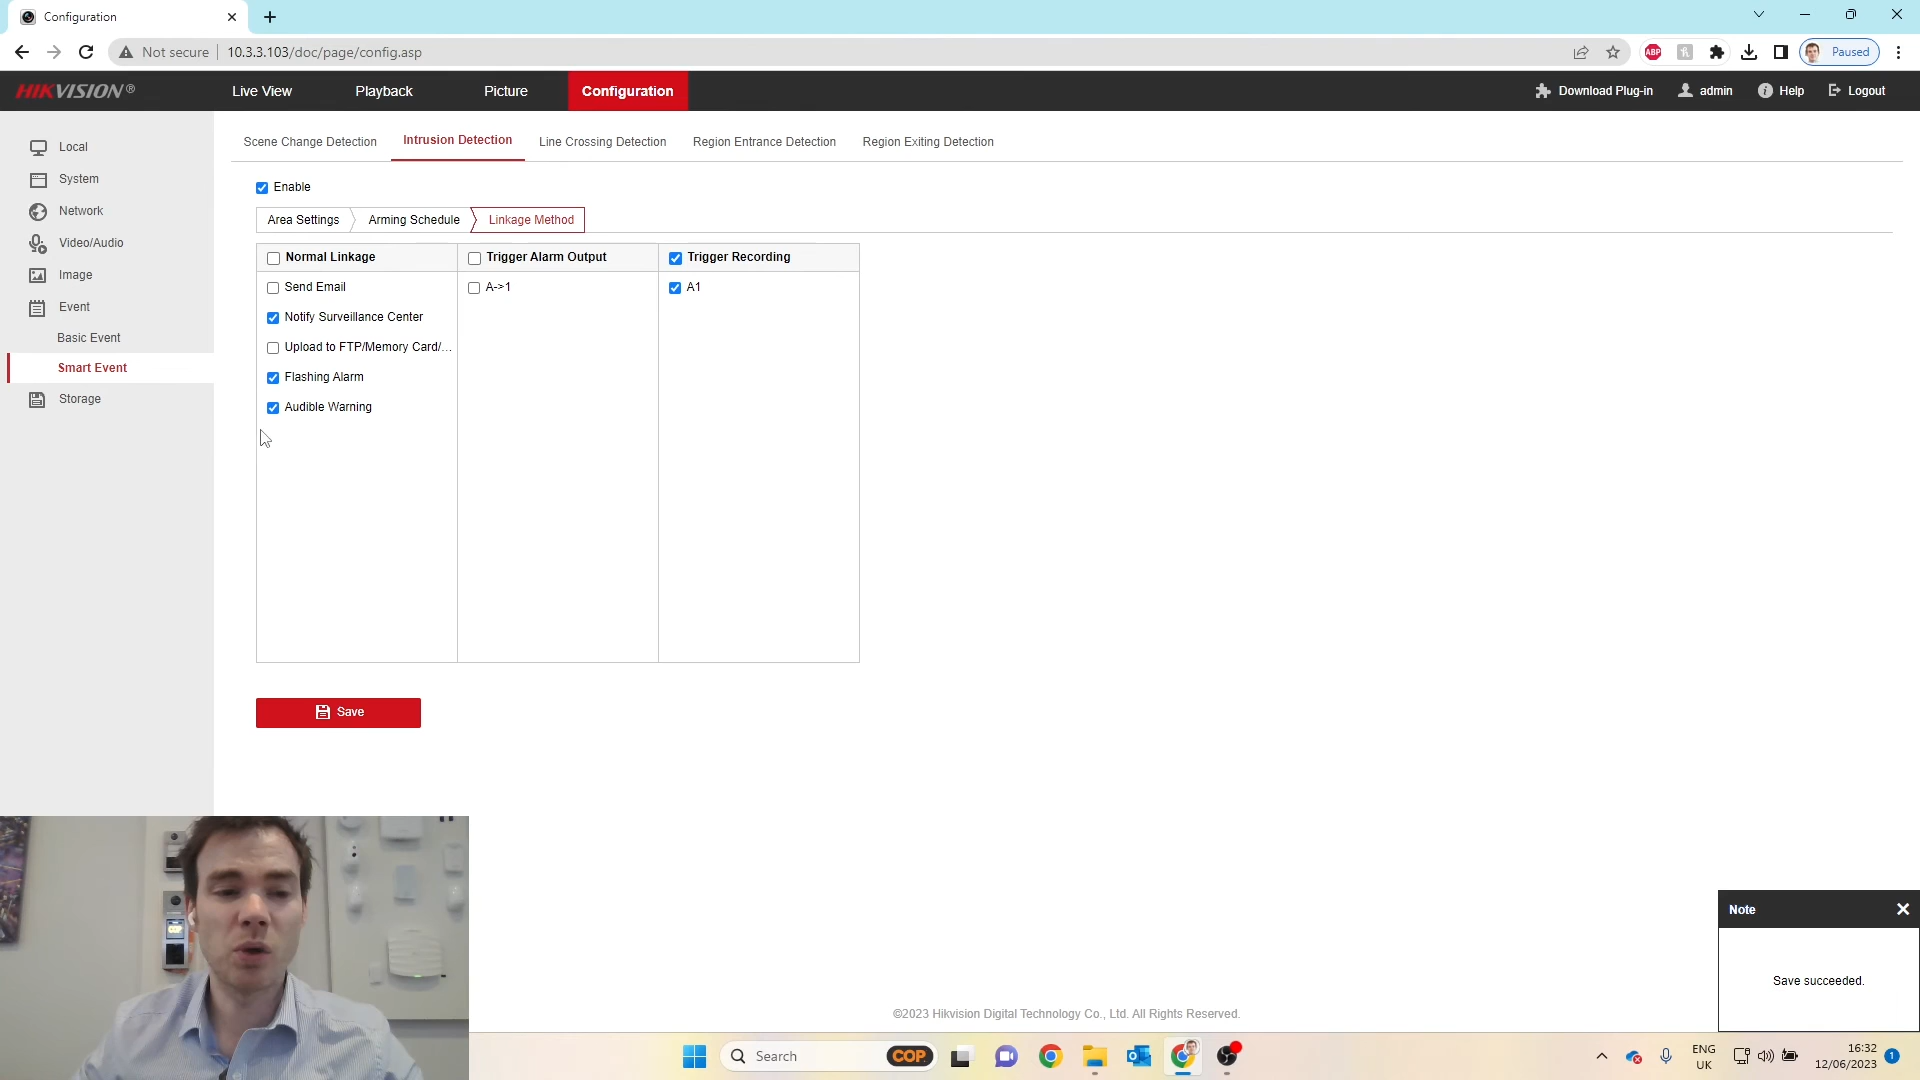 Configuration
Not secure
10.3.3.103/doc/page/config.asp
ABP
Paused
HIKVISION®
Live View
Playback
Picture
Configuration
Download Plug-in
admin
Help
Logout
Local
System
Network
Video/Audio
Image
Event
Basic Event
Smart Event
Storage
Scene Change Detection
Intrusion Detection
Line Crossing Detection
Region Entrance Detection
Region Exiting Detection
Enable
Area Settings
Arming Schedule
Linkage Method
Normal Linkage
Trigger Alarm Output
Trigger Recording
Send Email
A->1
A1
Notify Surveillance Center
Upload to FTP/Memory Card/...
Flashing Alarm
Audible Warning
Save
COP
Note
Save succeeded.
©2023 Hikvision Digital Technology Co., Ltd. All Rights Reserved.
Search
COP
ENG
UK
16:32
12/06/2023
1